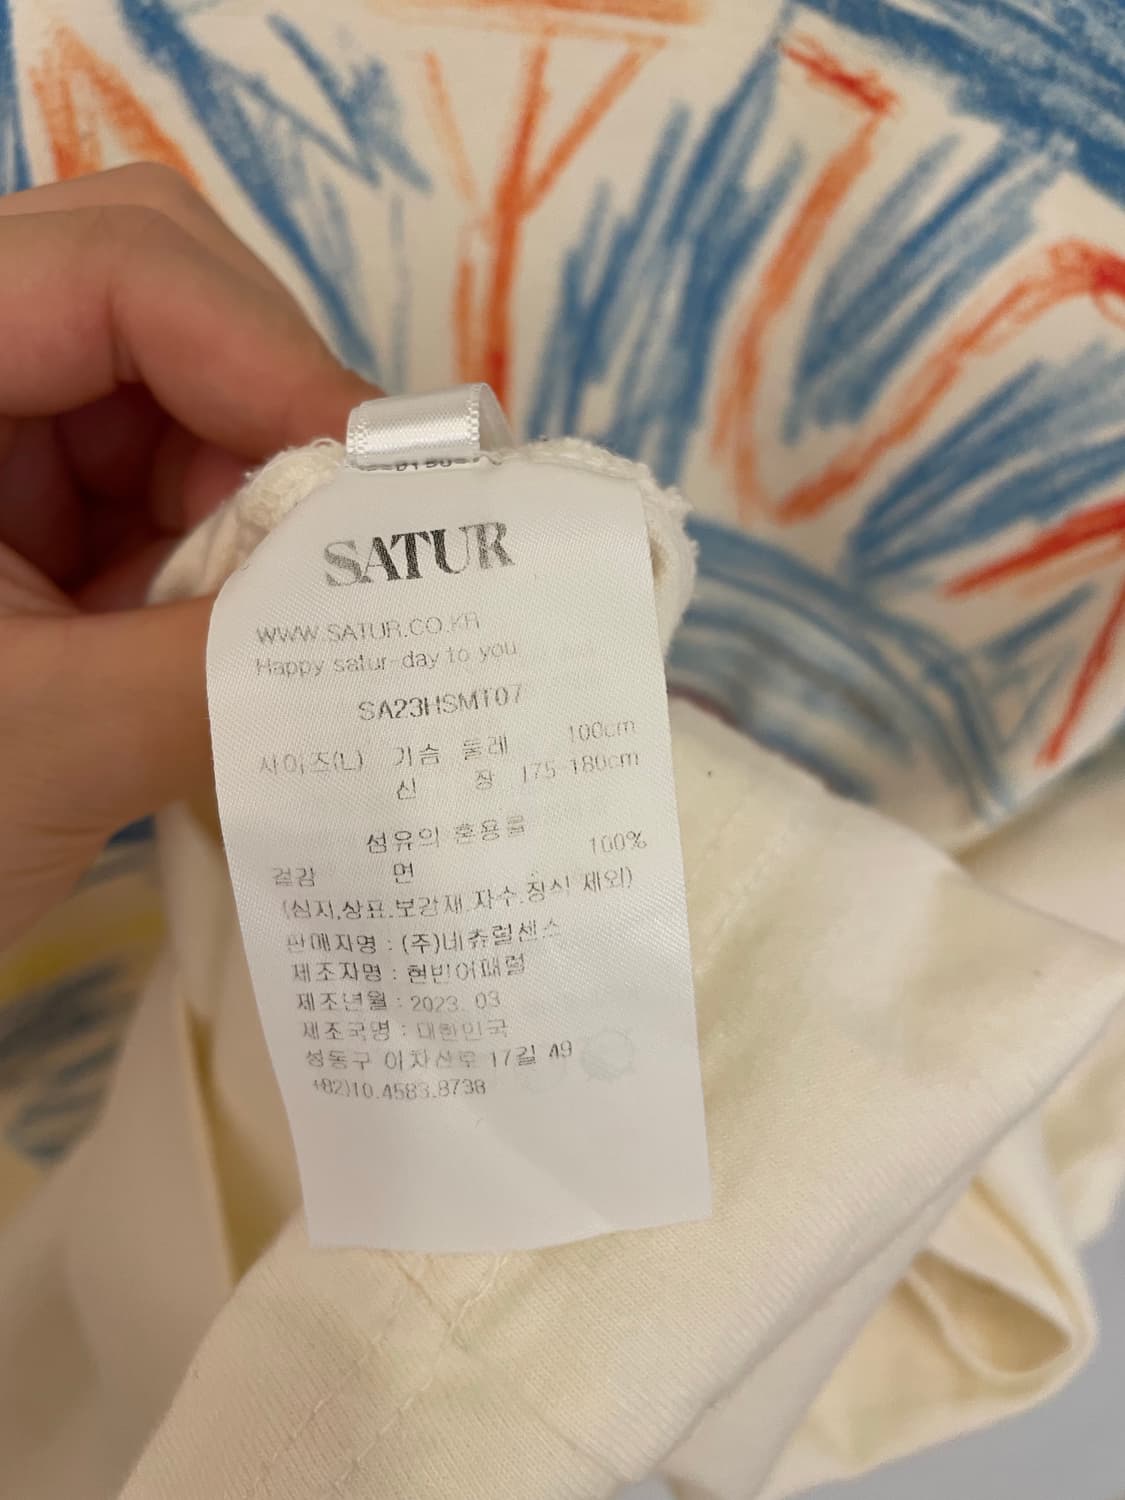 SATUR
WWW.SATUR.CO.KR
Happy satur-day to you
SA23HSMT07
사이즈(L) 가슴 둘레 100cm
신 장 175-180cm
섬유의 혼용률
겉감 면 100%
(심지,상표.보강재.자수.장식 제외)
판매자명 : (주)네츄럴센스
제조자명 : 현빈어패럴
제조년월 : 2023. 03
제조국명 : 대한민국
성동구 아차산로 17길 49
+82)10.4583.8738